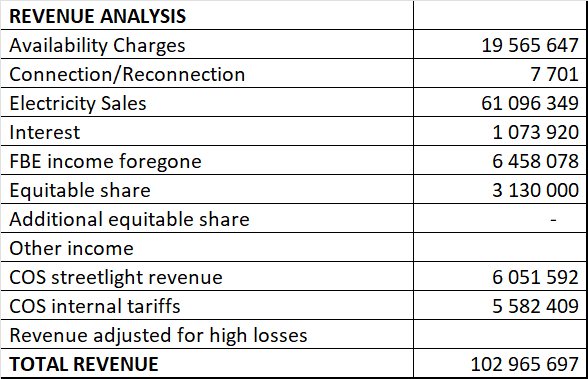 REVENUE ANALYSIS
Availability Charges 19 565 647
Connection/Reconnection 7 701
Electricity Sales 61 096 349
Interest 1 073 920
FBE income foregone 6 458 078
Equitable share 3 130 000
Additional equitable share -
Other income
COS streetlight revenue 6 051 592
COS internal tariffs 5 582 409
Revenue adjusted for high losses
TOTAL REVENUE 102 965 697